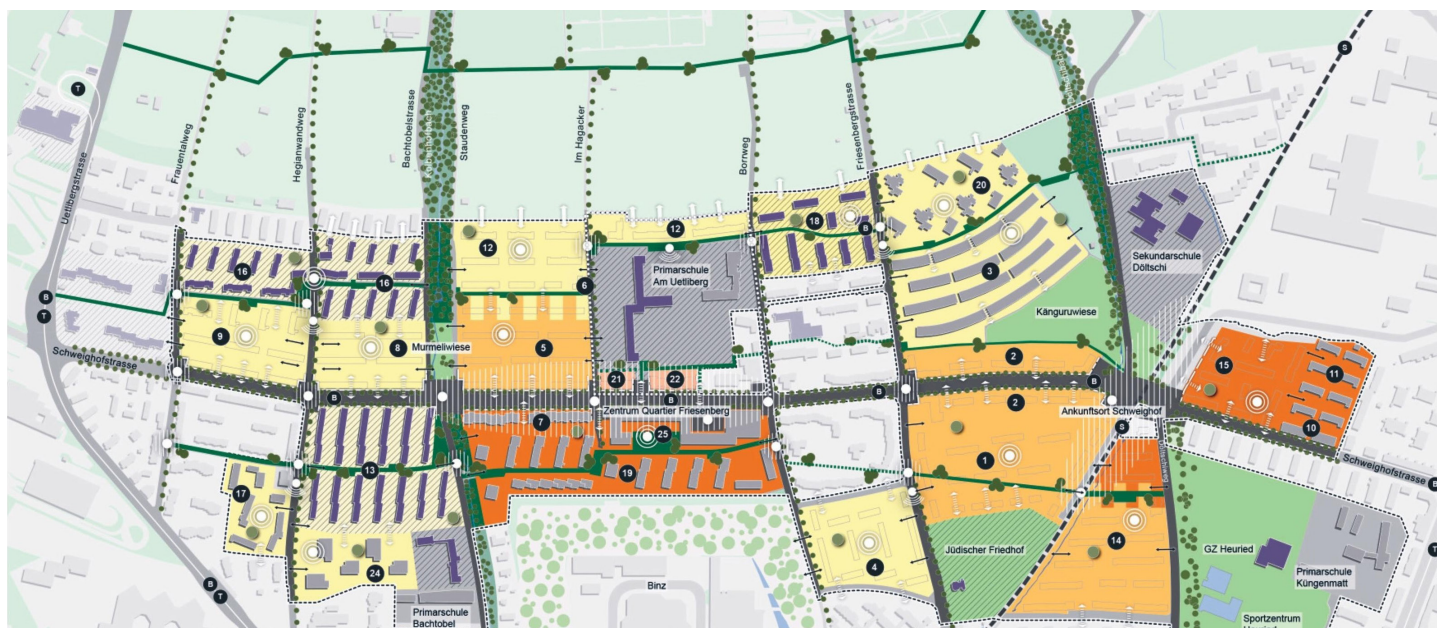 T
Uetlibergstrasse
Frauentalweg
Heglanwandweg
Bachtobelstrasse
Staudenweg
Im Hagacker
Borrweg
Friesenbergstrasse
S
20
18
B
12
12
3
Primarschule
Am Uetliberg
Sekundarschule
Döltschi
16
16
6
B
T
9
8
Murmeliwiese
5
Känguruwiese
15
11
2
Schweighofstrasse
B
21
22
B
B
B
2
Zentrum Quartier Friesenberg
Ankunftsort Schweighof
7
25
S
10
13
19
1
Schweighofstrasse
B
17
14
Jüdischer Friedhof
4
GZ Heuried
T
24
Binz
Primarschule
Küngenmatt
B
T
Primarschule
Bachtobel
Sportzentrum